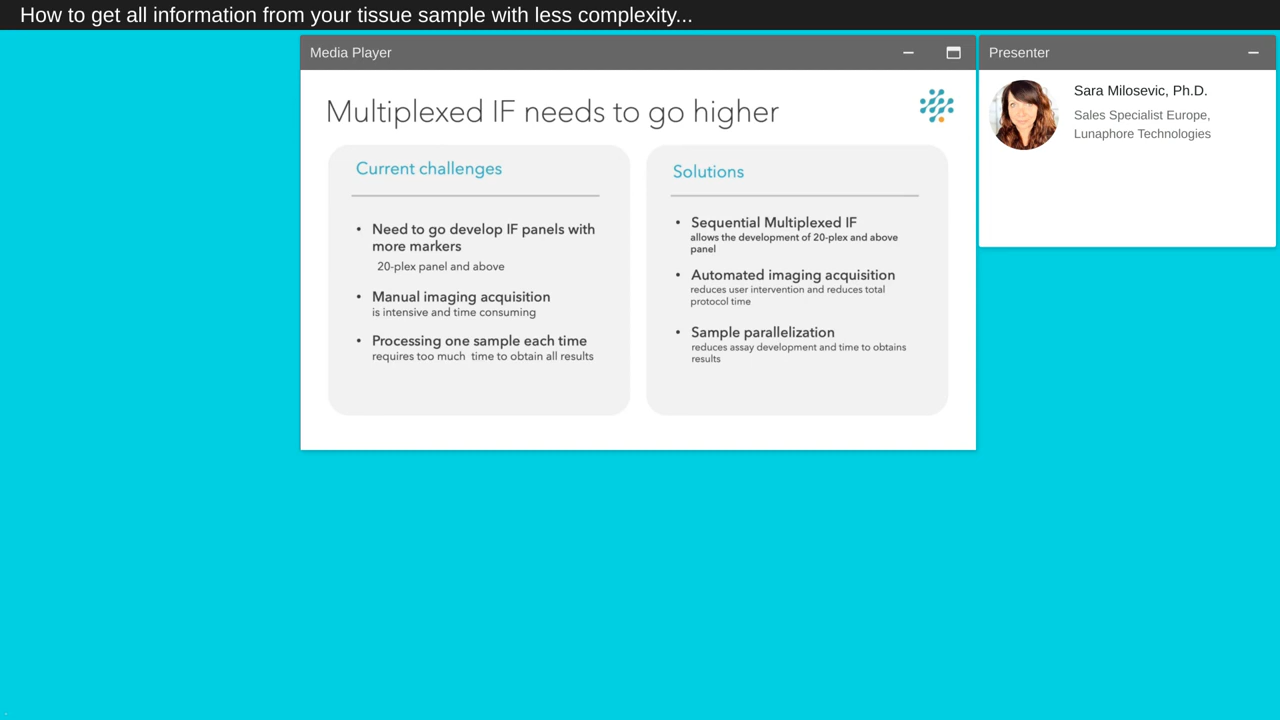 How to get all information from your tissue sample with less complexity...
Media Player
Presenter
Sara Milosevic, Ph.D.
Sales Specialist Europe,
Lunaphore Technologies
Multiplexed IF needs to go higher
Current challenges
• Need to go develop IF panels with
more markers
20-plex panel and above
• Manual imaging acquisition
is intensive and time consuming
• Processing one sample each time
requires too much time to obtain all results
Solutions
• Sequential Multiplexed IF
allows the development of 20-plex and above
panel
• Automated imaging acquisition
reduces user intervention and reduces total
protocol time
• Sample parallelization
reduces assay development and time to obtains
results